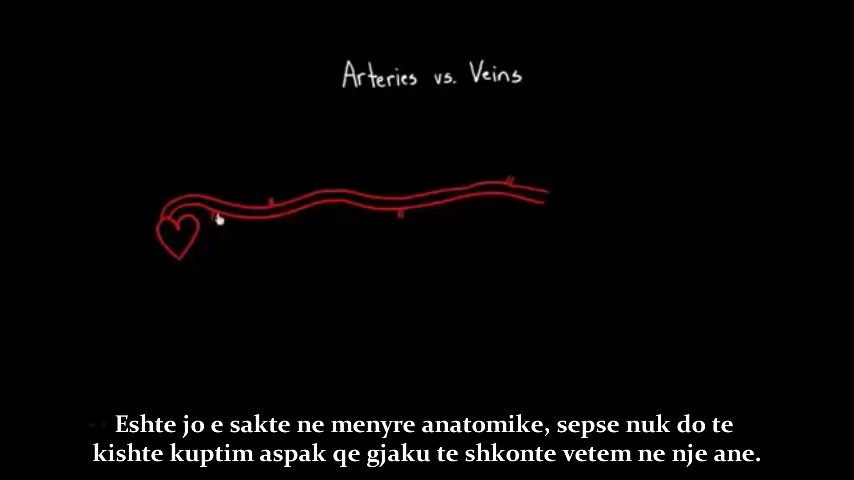 Arteries vs. Veins
Eshte jo e sakte ne menyre anatomike, sepse nuk do te
kishte kuptim aspak qe gjaku te shkonte vetem ne nje ane.